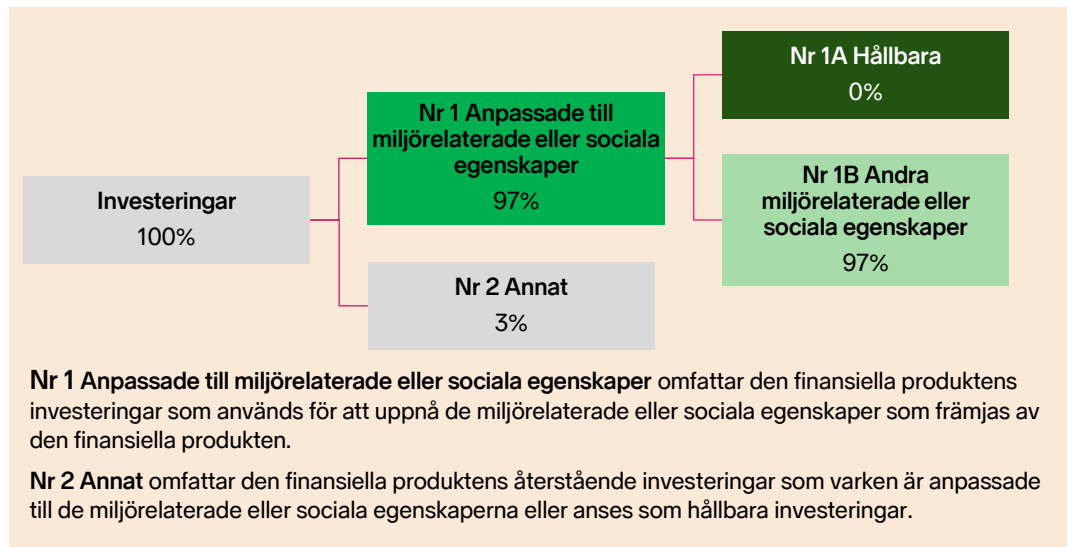 Investeringar
100%
Nr 1 Anpassade till
miljörelaterade eller sociala
egenskaper
97%
Nr 2 Annat
3%
Nr 1A Hållbara
0%
Nr 1B Andra
miljörelaterade eller
sociala egenskaper
97%
Nr 1 Anpassade till miljörelaterade eller sociala egenskaper omfattar den finansiella produktens
investeringar som används för att uppnå de miljörelaterade eller sociala egenskaper som främjas av
den finansiella produkten.
Nr 2 Annat omfattar den finansiella produktens återstående investeringar som varken är anpassade
till de miljörelaterade eller sociala egenskaperna eller anses som hållbara investeringar.